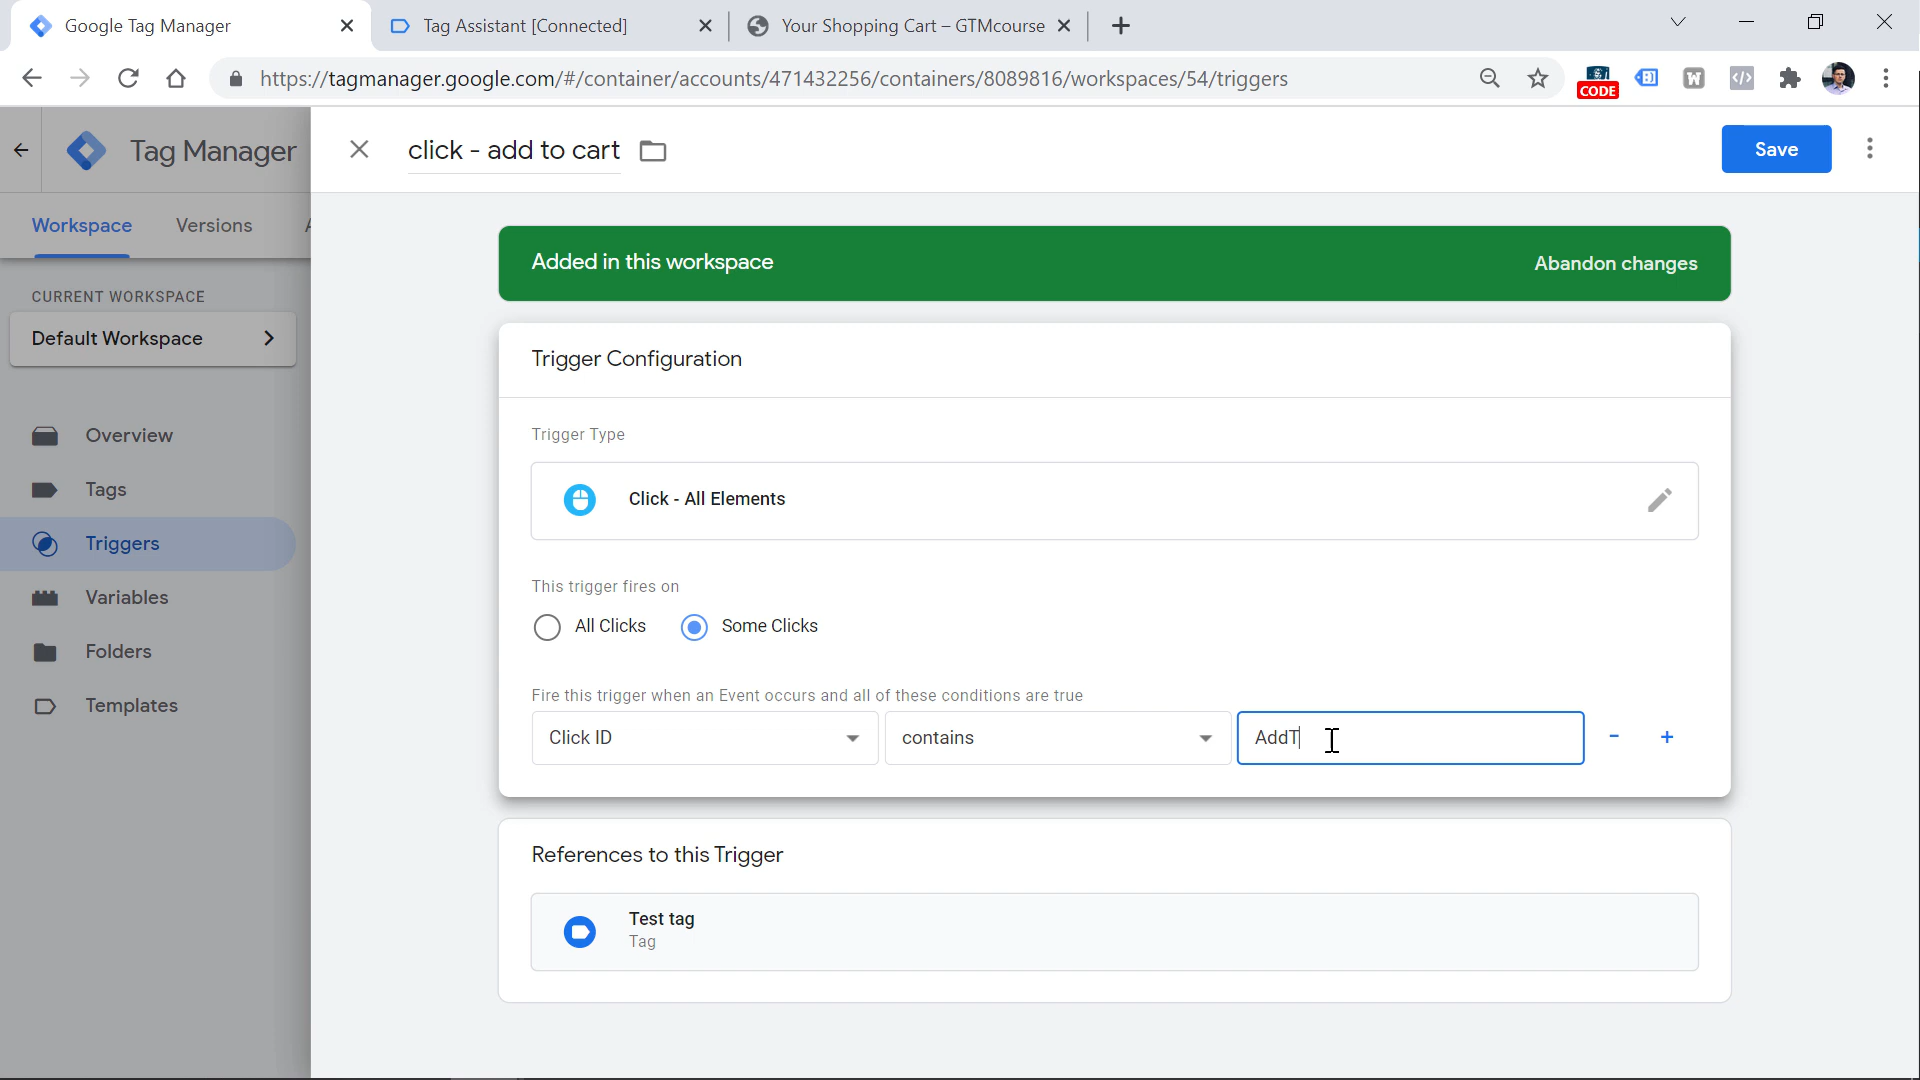 Google Tag Manager
Tag Assistant [Connected]
Your Shopping Cart – GTMcourse
https://tagmanager.google.com/#/container/accounts/471432256/containers/8089816/workspaces/54/triggers
CODE
W
Tag Manager
click - add to cart
Save
Workspace
Versions
A
Added in this workspace
Abandon changes
CURRENT WORKSPACE
Default Workspace
Trigger Configuration
Overview
Tags
Triggers
Variables
Folders
Templates
Trigger Type
Click - All Elements
This trigger fires on
All Clicks
Some Clicks
Fire this trigger when an Event occurs and all of these conditions are true
Click ID
contains
AddT
- +
References to this Trigger
Test tag
Tag